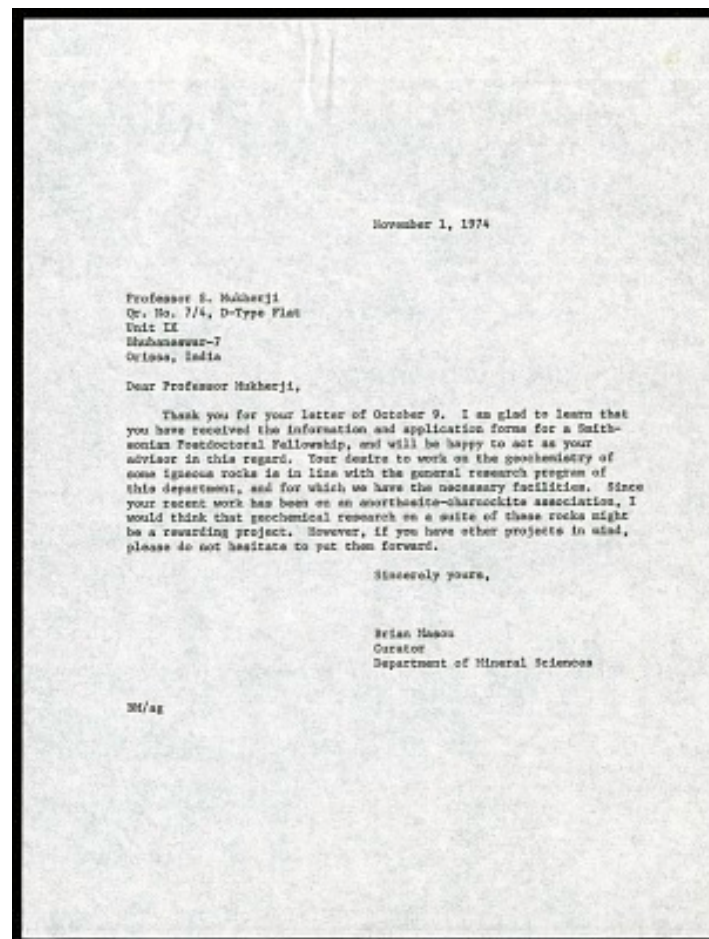 November 1, 1974
Professor S. Mukherji
Qr. No. 7/4, D-Type Flat
Unit IX
Bhubaneswar-7
Orissa, India
Dear Professor Mukherji,
Thank you for your letter of October 9. I am glad to learn that
you have received the information and application forms for a Smith-
sonian Postdoctoral Fellowship, and will be happy to act as your
advisor in this regard. Your desire to work on the geochemistry of
some igneous rocks is in line with the general research program of
this department, and for which we have the necessary facilities. Since
your recent work has been on an anorthosite-charnockite association, I
would think that geochemical research on a suite of these rocks might
be a rewarding project. However, if you have other projects in mind,
please do not hesitate to put them forward.
Sincerely yours,
Brian Mason
Curator
Department of Mineral Sciences
BM/ag